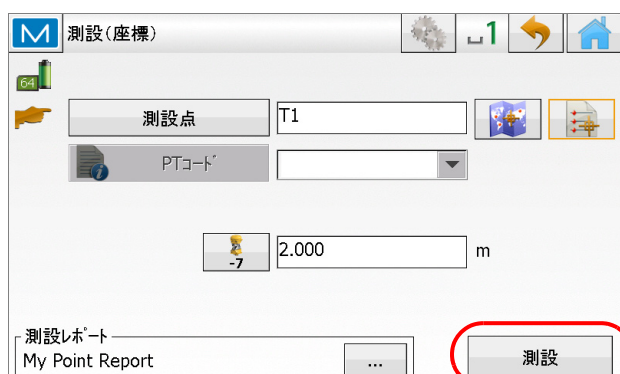 測設(座標)
1
64
測設点 T1
PTコード
-7 2.000 m
測設レポート
My Point Report ... 測設